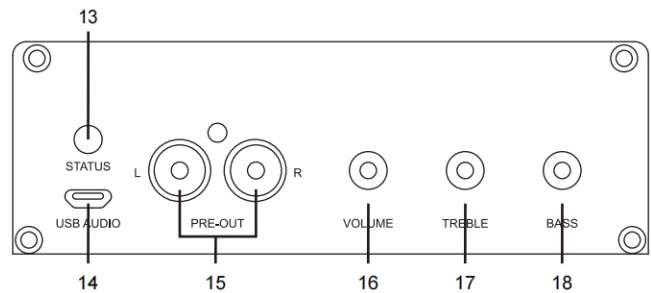 13
STATUS
L
R
USB AUDIO
PRE-OUT
VOLUME
TREBLE
BASS
14
15
16
17
18